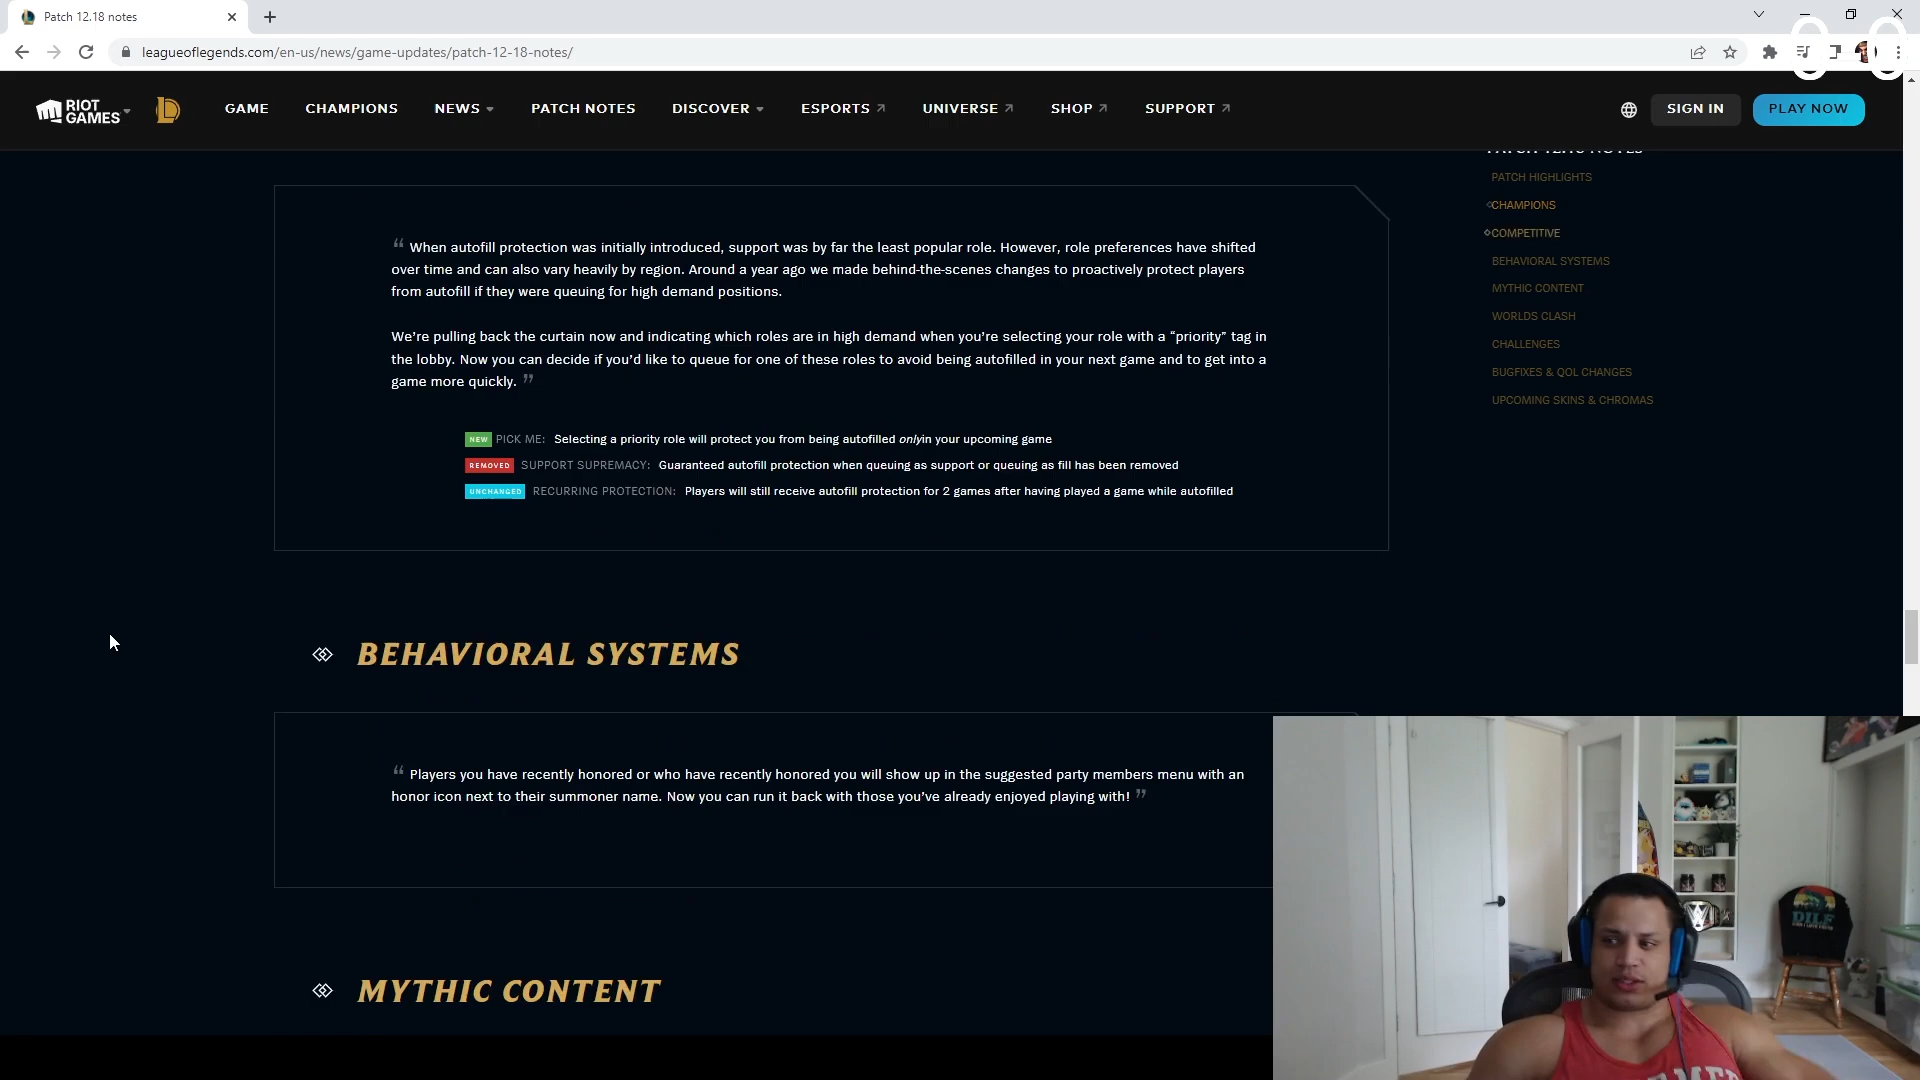 Patch 12.18 notes
leagueoflegends.com/en-us/news/game-updates/patch-12-18-notes/
RIOT GAMES
GAME
CHAMPIONS
NEWS
PATCH NOTES
DISCOVER
ESPORTS
UNIVERSE
SHOP
SUPPORT
SIGN IN
PLAY NOW
PATCH 12.18 NOTES
PATCH HIGHLIGHTS
CHAMPIONS
COMPETITIVE
BEHAVIORAL SYSTEMS
MYTHIC CONTENT
WORLDS CLASH
CHALLENGES
BUGFIXES & QOL CHANGES
UPCOMING SKINS & CHROMAS
“ When autofill protection was initially introduced, support was by far the least popular role. However, role preferences have shifted
over time and can also vary heavily by region. Around a year ago we made behind-the-scenes changes to proactively protect players
from autofill if they were queuing for high demand positions.
We’re pulling back the curtain now and indicating which roles are in high demand when you’re selecting your role with a “priority” tag in
the lobby. Now you can decide if you’d like to queue for one of these roles to avoid being autofilled in your next game and to get into a
game more quickly. ”
NEW PICK ME: Selecting a priority role will protect you from being autofilled onlyin your upcoming game
REMOVED SUPPORT SUPREMACY: Guaranteed autofill protection when queuing as support or queuing as fill has been removed
UNCHANGED RECURRING PROTECTION: Players will still receive autofill protection for 2 games after having played a game while autofilled
BEHAVIORAL SYSTEMS
“ Players you have recently honored or who have recently honored you will show up in the suggested party members menu with an
honor icon next to their summoner name. Now you can run it back with those you’ve already enjoyed playing with! ”
MYTHIC CONTENT
DILF